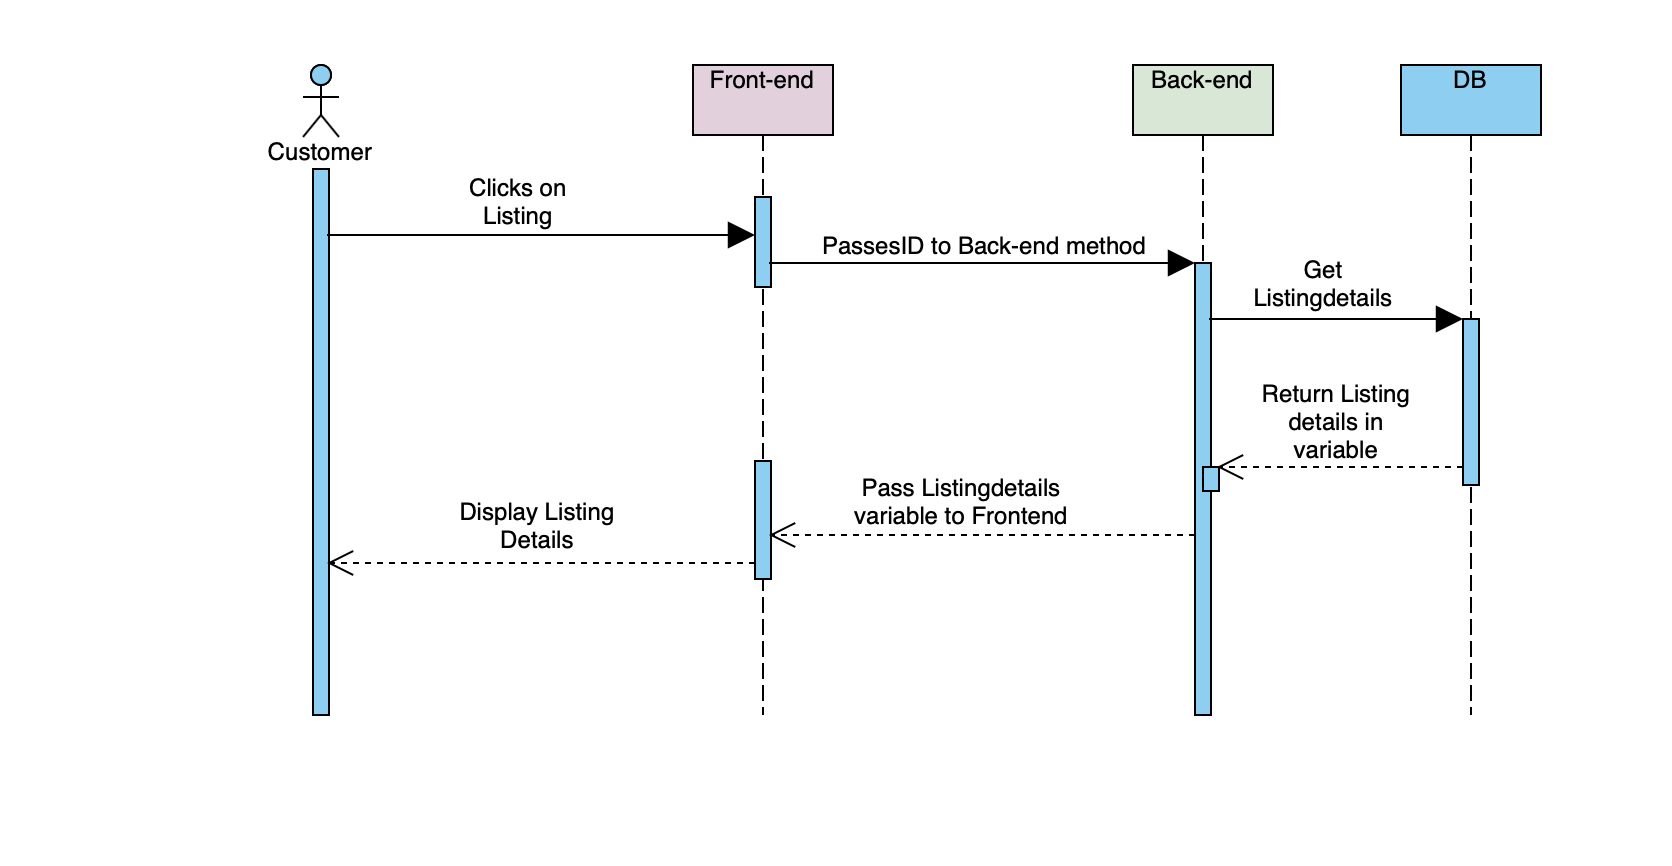 Front-end
Back-end
DB
Customer
Clicks on
Listing
PassesID to Back-end method
Get
Listingdetails
Return Listing
details in
variable
Pass Listingdetails
variable to Frontend
Display Listing
Details